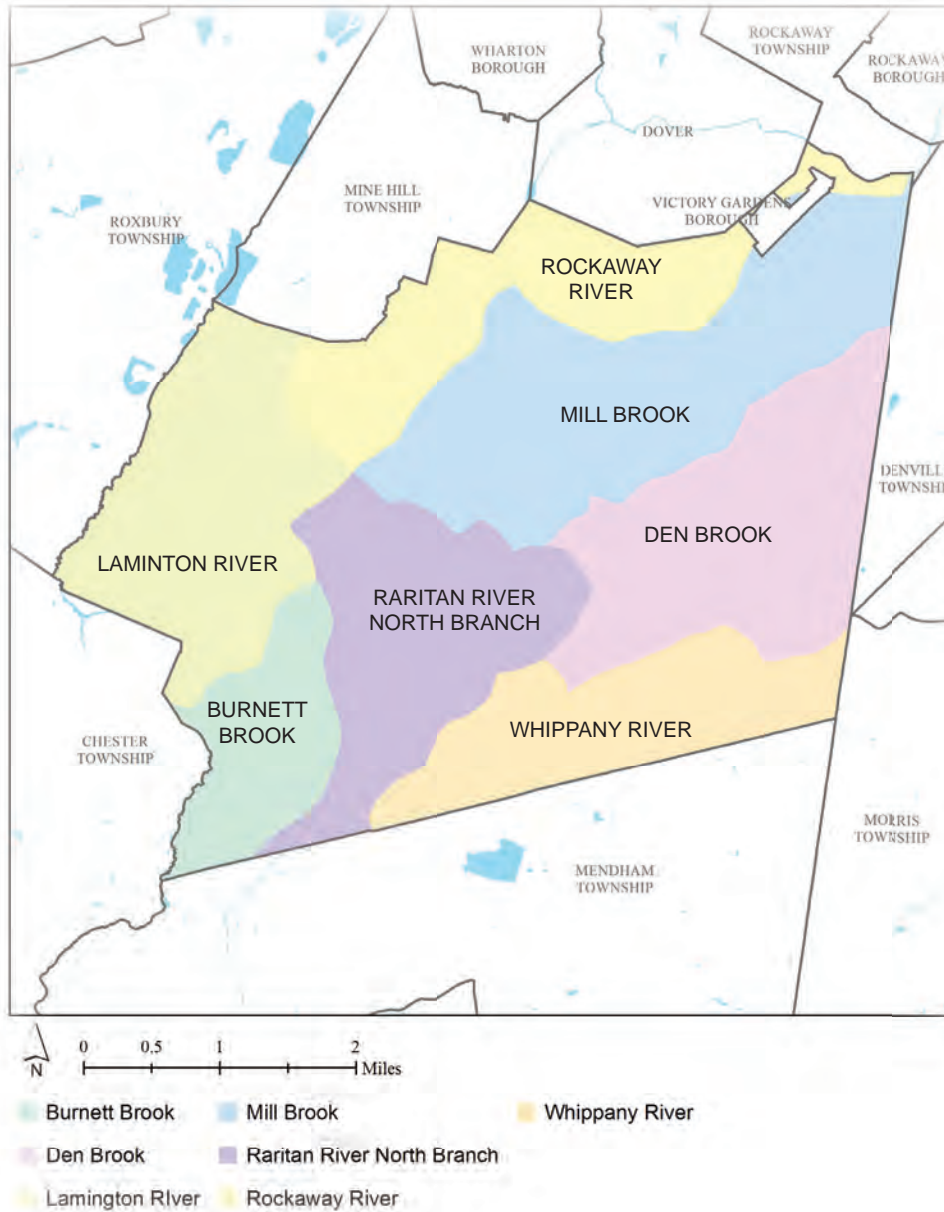 WHARTON
BOROUGH
ROCKAWAY
TOWNSHIP
ROCKAWAY
BOROUGH
DOVER
MINE HILL
TOWNSHIP
VICTORY GARDENS
BOROUGH
ROXBURY
TOWNSHIP
ROCKAWAY
RIVER
MILL BROOK
DENVILL
TOWNSHI
DEN BROOK
LAMINTON RIVER
RARITAN RIVER
NORTH BRANCH
BURNETT
BROOK
WHIPPANY RIVER
CHESTER
TOWNSHIP
MORRIS
TOWNSHIP
MENDHAM
TOWNSHIP
N
0 0.5 1 2
Miles
Burnett Brook Mill Brook Whippany River
Den Brook Raritan River North Branch
Lamington RIver Rockaway River